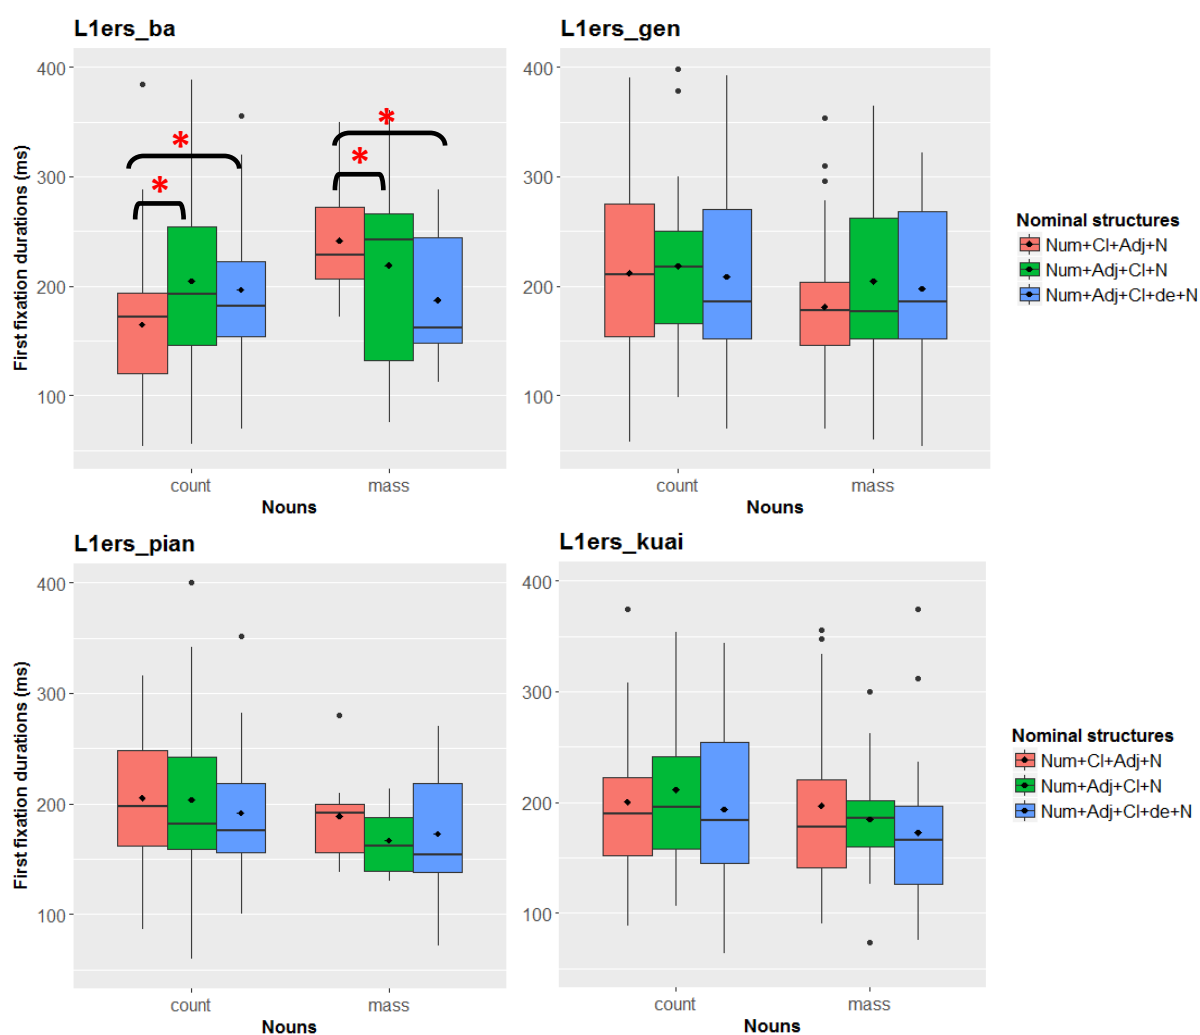 L1ers_ba
L1ers_gen
First fixation durations (ms)
400
300
200
100
*
*
*
*
count
mass
Nouns
400
300
200
100
count
mass
Nouns
Nominal structures
Num+Cl+Adj+N
Num+Adj+Cl+N
Num+Adj+Cl+de+N
L1ers_pian
L1ers_kuai
First fixation durations (ms)
400
300
200
100
count
mass
Nouns
400
300
200
100
count
mass
Nouns
Nominal structures
Num+Cl+Adj+N
Num+Adj+Cl+N
Num+Adj+Cl+de+N